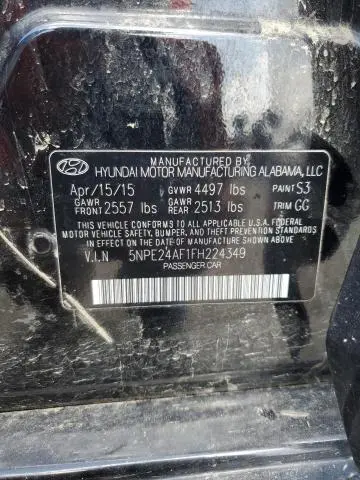 MANUFACTURED BY
HYUNDAI MOTOR MANUFACTURING ALABAMA, LLC
Apr/15/15 GVWR 4497 lbs PAINT S3
GAWR FRONT 2557 lbs GAWR REAR 2513 lbs TRIM GG
THIS VEHICLE CONFORMS TO ALL APPLICABLE U.S.A. FEDERAL
MOTOR VEHICLE SAFETY, BUMPER, AND THEFT PREVENTION STANDARDS
IN EFFECT ON THE DATE OF MANUFACTURE SHOWN ABOVE.
V.I.N 5NPE24AF1FH224349
PASSENGER CAR